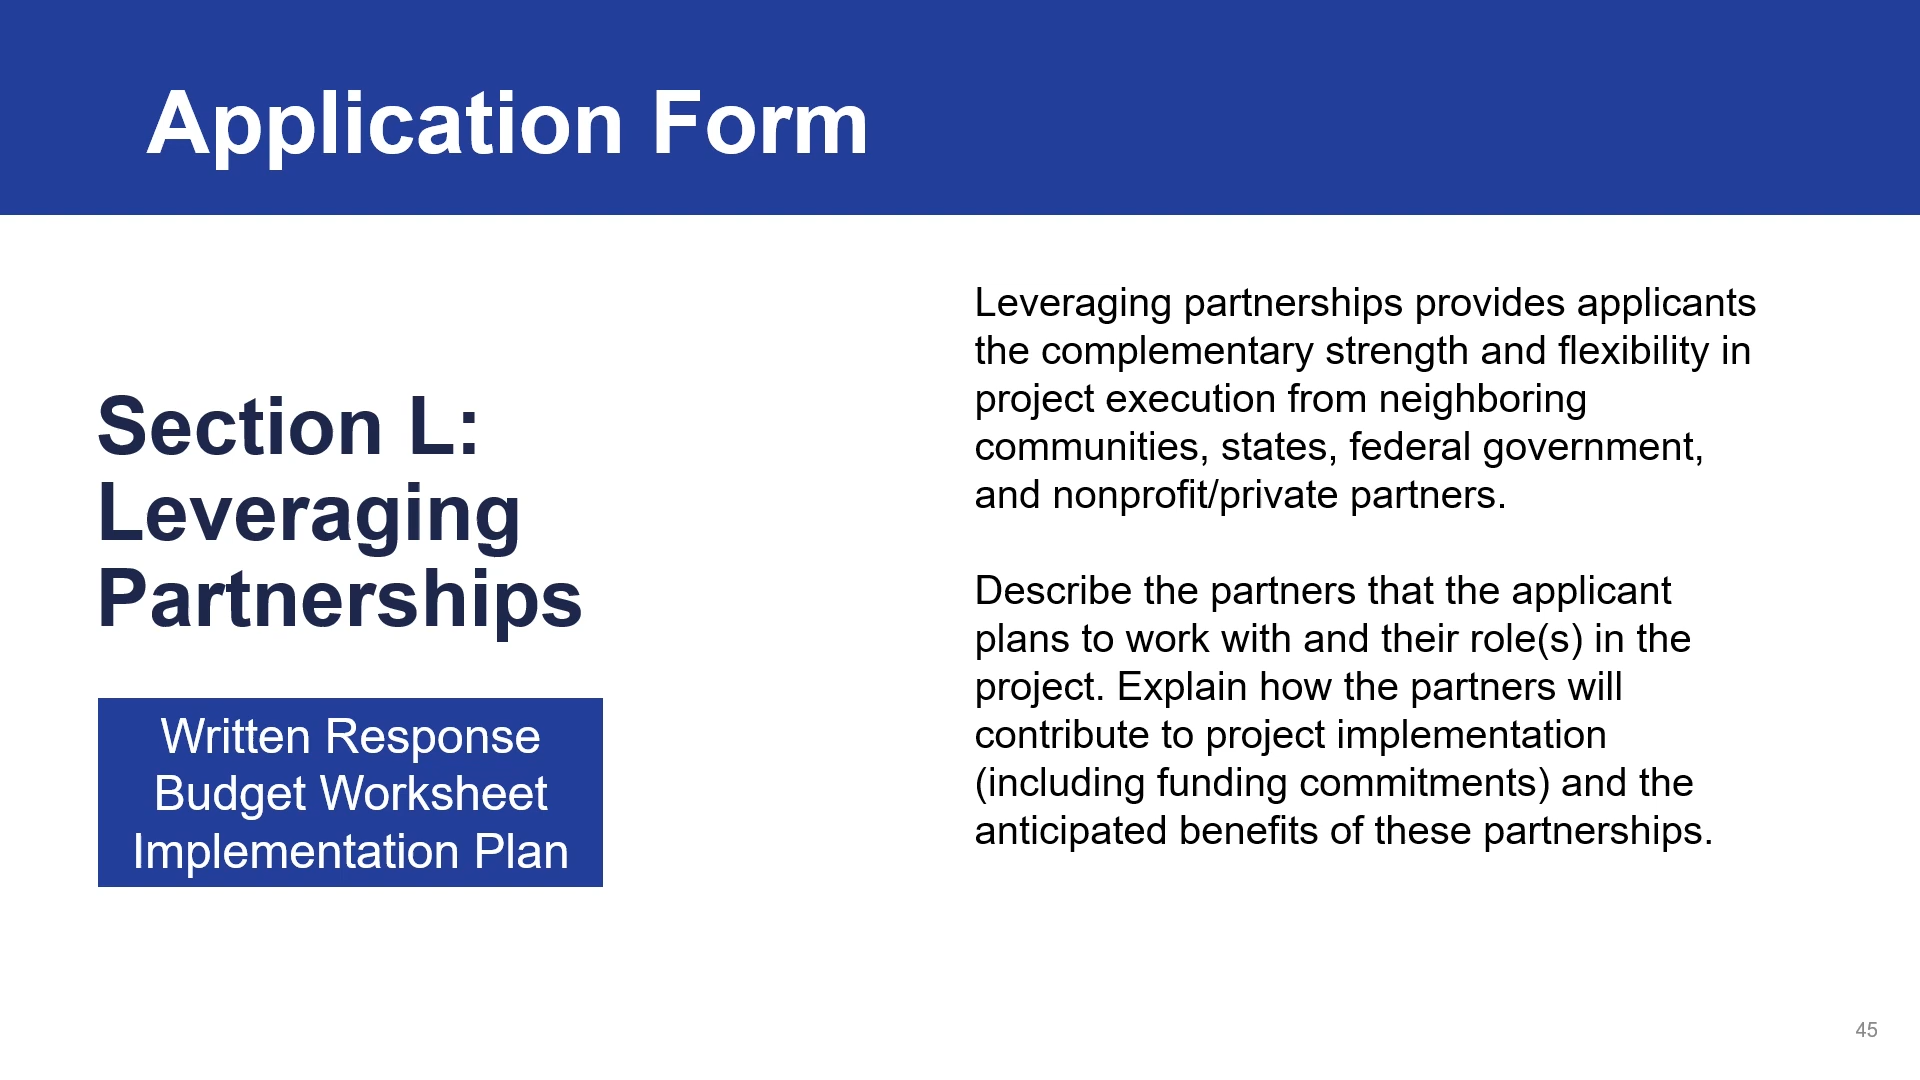 Application Form
Section L:
Leveraging
Partnerships
Written Response
Budget Worksheet
Implementation Plan
Leveraging partnerships provides applicants
the complementary strength and flexibility in
project execution from neighboring
communities, states, federal government,
and nonprofit/private partners.
Describe the partners that the applicant
plans to work with and their role(s) in the
project. Explain how the partners will
contribute to project implementation
(including funding commitments) and the
anticipated benefits of these partnerships.
45